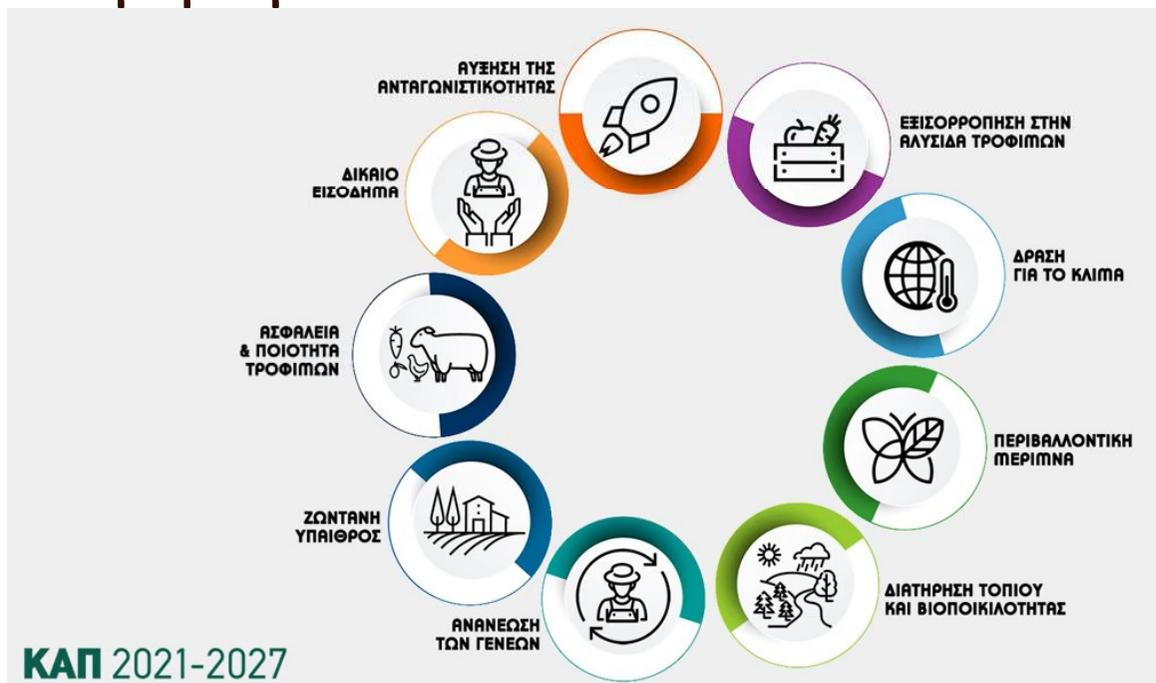 ΑΥΞΗΣΗ ΤΗΣ
ΑΝΤΑΓΩΝΙΣΤΙΚΟΤΗΤΑΣ
ΕΞΙΣΟΡΡΟΠΗΣΗ ΣΤΗΝ
ΑΛΥΣΙΔΑ ΤΡΟΦΙΜΩΝ
ΔΡΑΣΗ
ΓΙΑ ΤΟ ΚΛΙΜΑ
ΠΕΡΙΒΑΛΛΟΝΤΙΚΗ
ΜΕΡΙΜΝΑ
ΔΙΑΤΗΡΗΣΗ ΤΟΠΙΟΥ
ΚΑΙ ΒΙΟΠΟΙΚΙΛΟΤΗΤΑΣ
ΑΝΑΝΕΩΣΗ
ΤΩΝ ΓΕΝΕΩΝ
ΖΩΝΤΑΝΗ
ΥΠΑΙΘΡΟΣ
ΑΣΦΑΛΕΙΑ
& ΠΟΙΟΤΗΤΑ
ΤΡΟΦΙΜΩΝ
ΔΙΚΑΙΟ
ΕΙΣΟΔΗΜΑ
ΚΑΠ 2021-2027